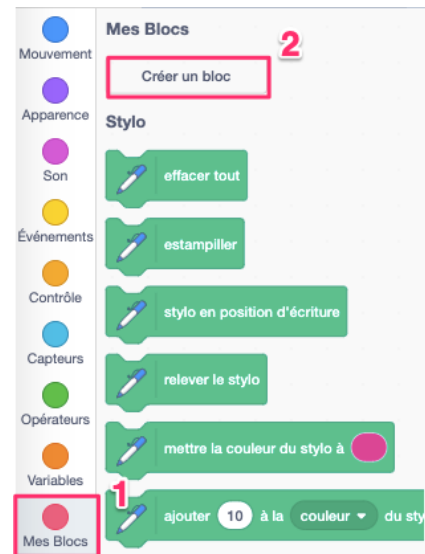 Mes Blocs
2
Créer un bloc
Stylo
effacer tout
estampiller
stylo en position d'écriture
relever le stylo
mettre la couleur du stylo à
ajouter 10 à la couleur du sty
Mouvement
Apparence
Son
Événements
Contrôle
Capteurs
Opérateurs
Variables
1
Mes Blocs